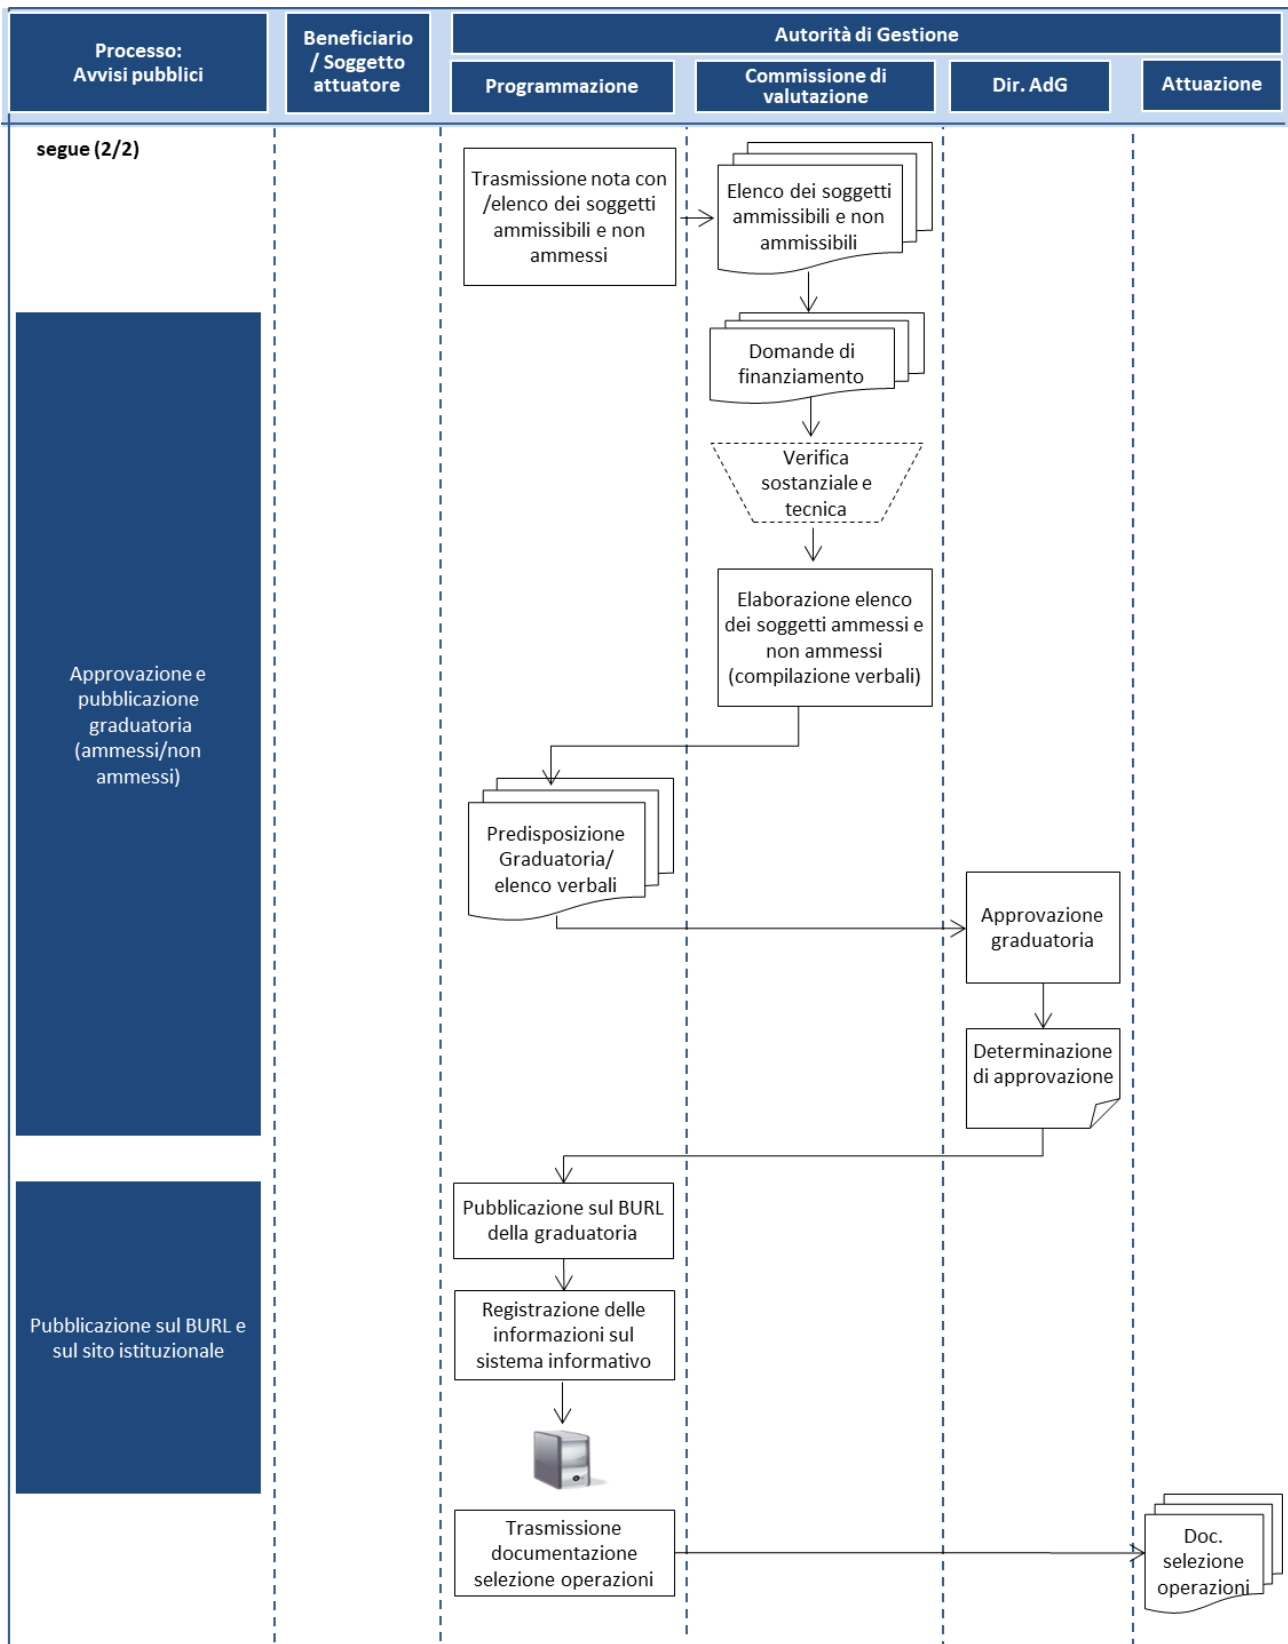 Processo:
Avvisi pubblici
Beneficiario
/ Soggetto
attuatore
Autorità di Gestione
Programmazione
Commissione di
valutazione
Dir. AdG
Attuazione
segue (2/2)
Trasmissione nota con
/elenco dei soggetti
ammissibili e non
ammessi
Elenco dei soggetti
ammissibili e non
ammissibili
Domande di
finanziamento
Verifica
sostanziale e
tecnica
Elaborazione elenco
dei soggetti ammessi e
non ammessi
(compilazione verbali)
Approvazione e
pubblicazione
graduatoria
(ammessi/non
ammessi)
Predisposizione
Graduatoria/
elenco verbali
Approvazione
graduatoria
Determinazione
di approvazione
Pubblicazione sul BURL
della graduatoria
Pubblicazione sul BURL e
sul sito istituzionale
Registrazione delle
informazioni sul
sistema informativo
Trasmissione
documentazione
selezione operazioni
Doc.
selezione
operazioni